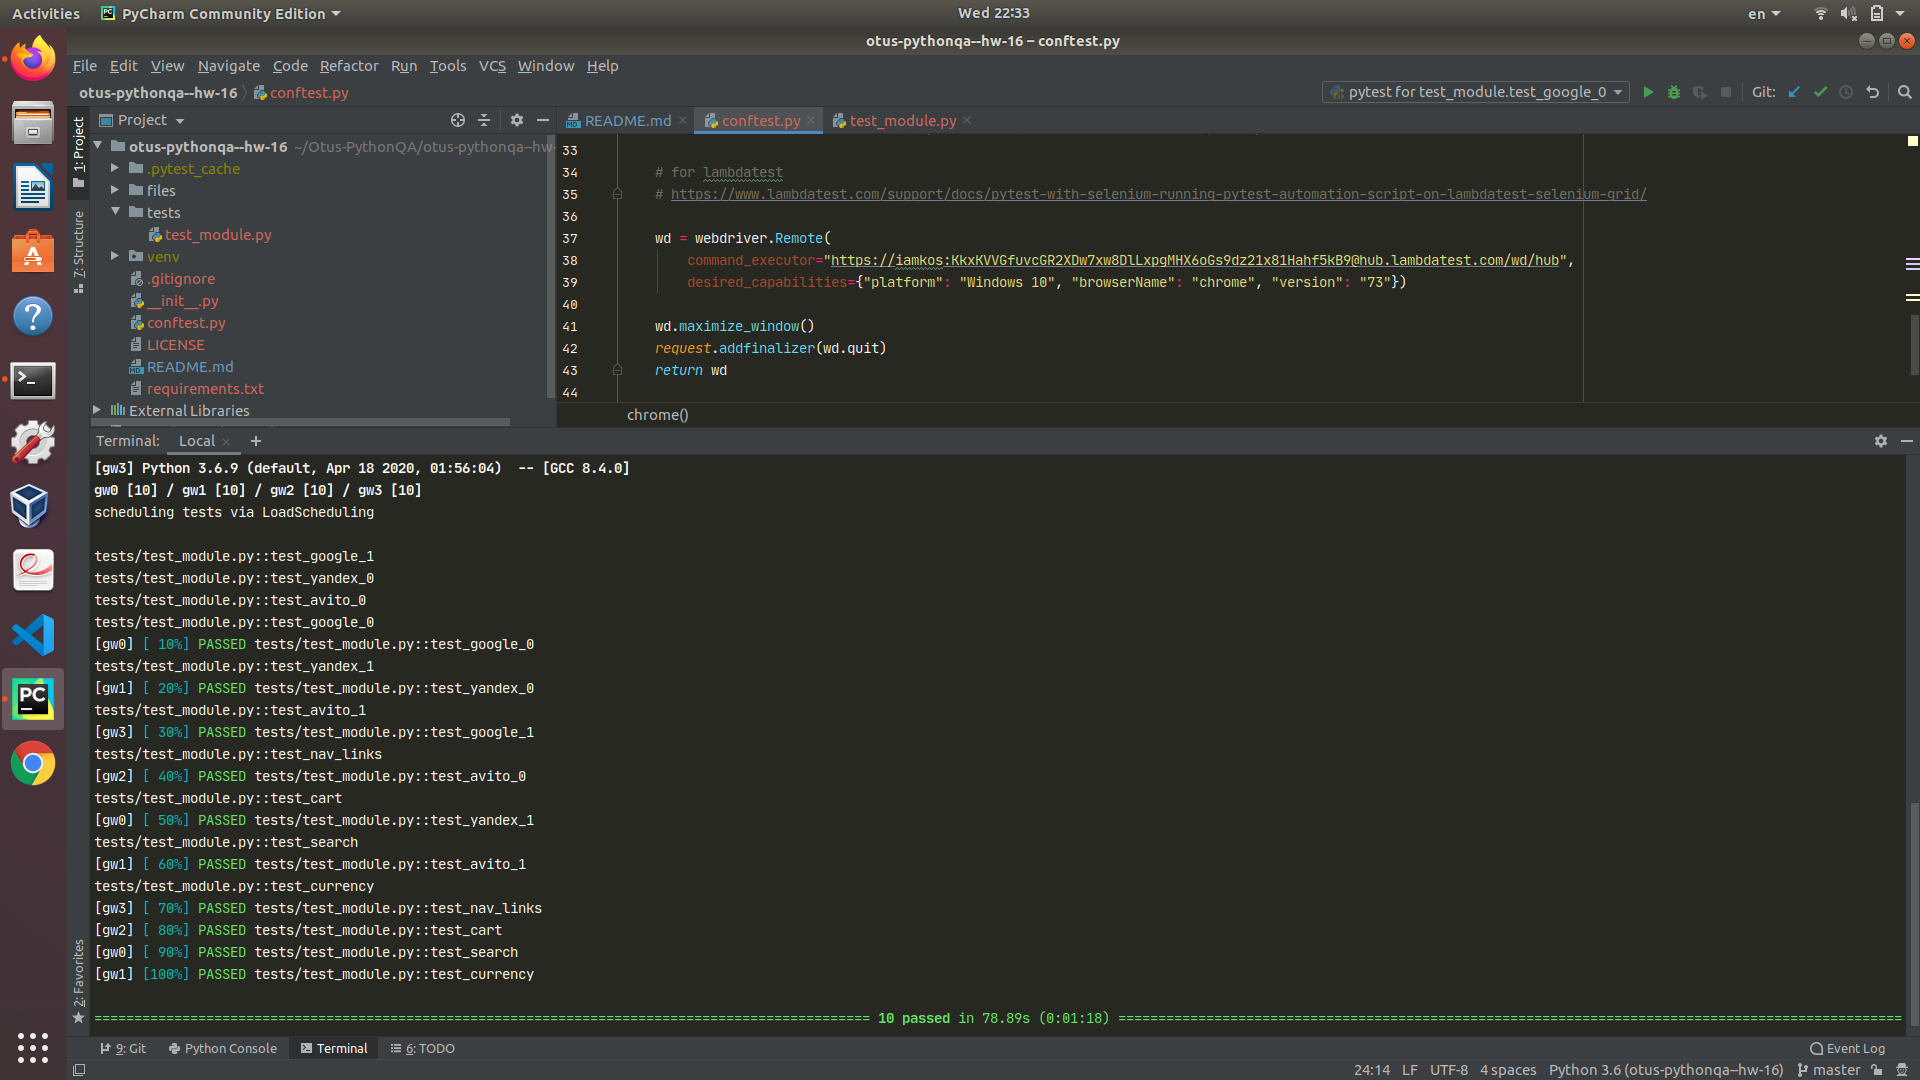 Activities
PyCharm Community Edition
Wed 22:33
en
otus-pythonqa--hw-16 – conftest.py
File Edit View Navigate Code Refactor Run Tools VCS Window Help
otus-pythonqa--hw-16 conftest.py
pytest for test_module.test_google_0
Git:
1: Project
7: Structure
2: Favorites
Project
otus-pythonqa--hw-16 ~/Otus-PythonQA/otus-pythonqa--hw-
.pytest_cache
files
tests
test_module.py
venv
.gitignore
__init__.py
conftest.py
LICENSE
README.md
requirements.txt
External Libraries
README.md conftest.py test_module.py
33
34 # for lambdatest
35 # https://www.lambdatest.com/support/docs/pytest-with-selenium-running-pytest-automation-script-on-lambdatest-selenium-grid/
36
37 wd = webdriver.Remote(
38 command_executor="https://iamkos:KkxKVVGfuvcGR2XDw7xw8DlLxpgMHX6oGs9dz21x81Hahf5kB9@hub.lambdatest.com/wd/hub",
39 desired_capabilities={"platform": "Windows 10", "browserName": "chrome", "version": "73"})
40
41 wd.maximize_window()
42 request.addfinalizer(wd.quit)
43 return wd
44
chrome()
Terminal: Local +
[gw3] Python 3.6.9 (default, Apr 18 2020, 01:56:04)  -- [GCC 8.4.0]
gw0 [10] / gw1 [10] / gw2 [10] / gw3 [10]
scheduling tests via LoadScheduling
tests/test_module.py::test_google_1
tests/test_module.py::test_yandex_0
tests/test_module.py::test_avito_0
tests/test_module.py::test_google_0
[gw0] [ 10%] PASSED tests/test_module.py::test_google_0
tests/test_module.py::test_yandex_1
[gw1] [ 20%] PASSED tests/test_module.py::test_yandex_0
tests/test_module.py::test_avito_1
[gw3] [ 30%] PASSED tests/test_module.py::test_google_1
tests/test_module.py::test_nav_links
[gw2] [ 40%] PASSED tests/test_module.py::test_avito_0
tests/test_module.py::test_cart
[gw0] [ 50%] PASSED tests/test_module.py::test_yandex_1
tests/test_module.py::test_search
[gw1] [ 60%] PASSED tests/test_module.py::test_avito_1
tests/test_module.py::test_currency
[gw3] [ 70%] PASSED tests/test_module.py::test_nav_links
[gw2] [ 80%] PASSED tests/test_module.py::test_cart
[gw0] [ 90%] PASSED tests/test_module.py::test_search
[gw1] [100%] PASSED tests/test_module.py::test_currency
10 passed in 78.89s (0:01:18)
9: Git Python Console Terminal 6: TODO
Event Log
24:14 LF UTF-8 4 spaces Python 3.6 (otus-pythonqa--hw-16) master